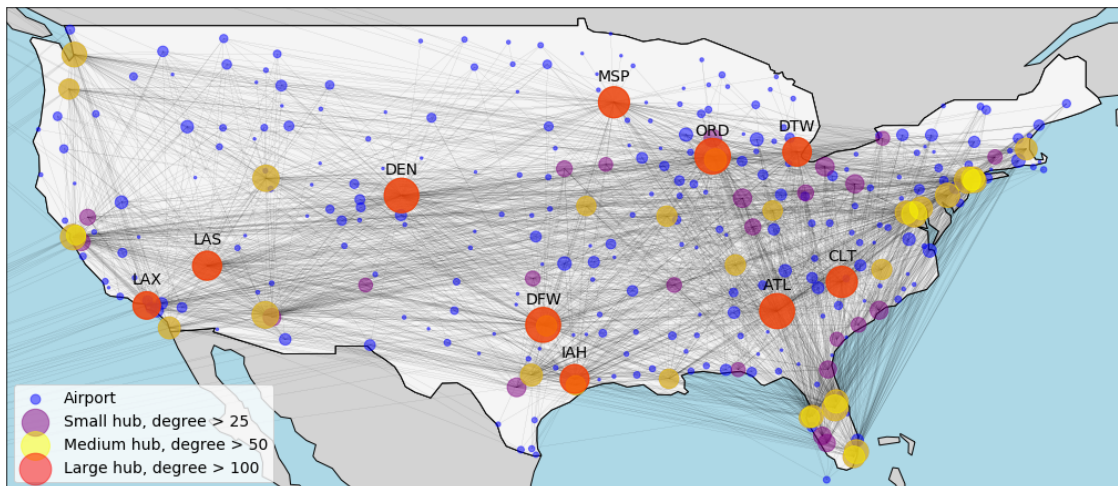 MSP
ORD
DTW
DEN
LAS
CLT
LAX
ATL
DFW
IAH
Airport
Small hub, degree > 25
Medium hub, degree > 50
Large hub, degree > 100